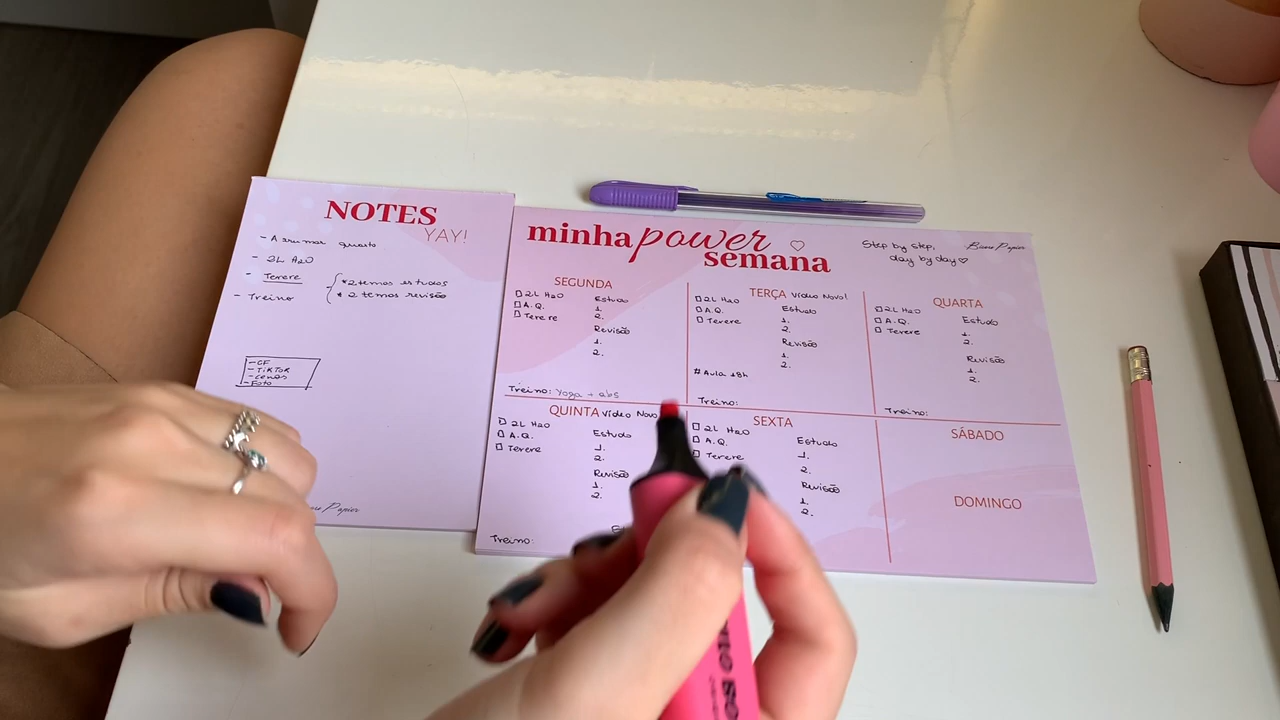 NOTES
YAY!
- Arrumar quarto
- 2L H2O
- Terere
- Treino
* 2 temas estudos
* 2 temas revisão
- CF
- TikTok
- Cenas
- Foto
minha power semana
Step by step,
day by day♡
Bisou Papier
SEGUNDA
2L H2O
A.Q.
Terere
Estudo
1.
2.
Revisão
1.
2.
Treino: Yoga + abs
TERÇA Vídeo Novo!
2L H2O
A.Q.
Terere
Estudo
1.
2.
Revisão
1.
2.
# Aula 18h
Treino:
QUARTA
2L H2O
A.Q.
Terere
Estudo
1.
2.
Revisão
1.
2.
Treino:
QUINTA Vídeo Novo
2L H2O
A.Q.
Terere
Estudo
1.
2.
Revisão
1.
2.
Treino:
SEXTA
2L H2O
A.Q.
Terere
Estudo
1.
2.
Revisão
1.
2.
SÁBADO
DOMINGO
Papier